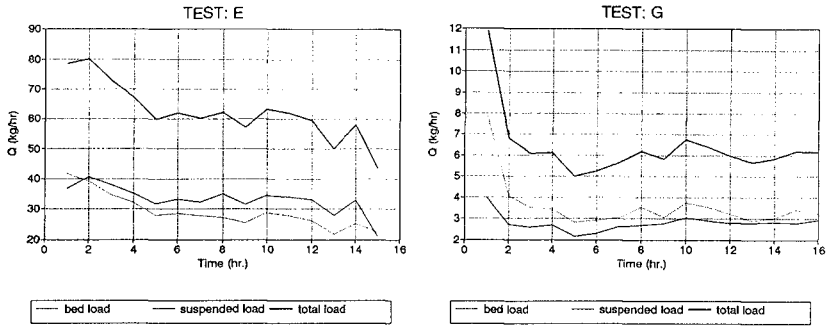 TEST: E
90
80
70
60
50
40
30
20
Q (kg/hr)
0 2 4 6 8 10 12 14 16
Time (hr.)
bed load suspended load total load
TEST: G
12
11
10
9
8
7
6
5
4
3
2
Q (kg/hr)
0 2 4 6 8 10 12 14 16
Time (hr.)
bed load suspended load total load